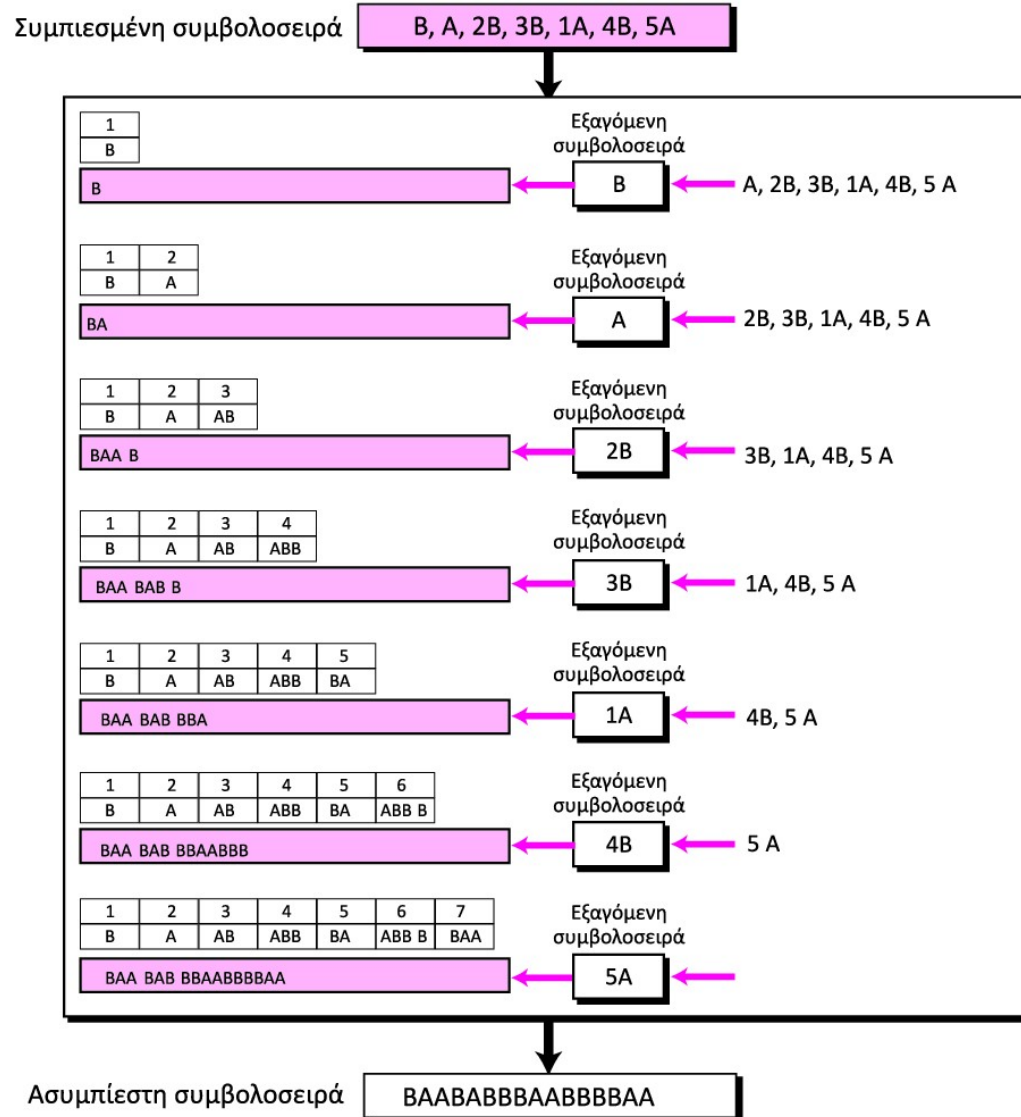 Συμπιεσμένη συμβολοσειρά B, A, 2B, 3B, 1A, 4B, 5A
1
B
Εξαγόμενη
συμβολοσειρά
B B A, 2B, 3B, 1A, 4B, 5 A
1 2
B A
Εξαγόμενη
συμβολοσειρά
BA A 2B, 3B, 1A, 4B, 5 A
1 2 3
B A AB
Εξαγόμενη
συμβολοσειρά
BAA B 2B 3B, 1A, 4B, 5 A
1 2 3 4
B A AB ABB
Εξαγόμενη
συμβολοσειρά
BAA BAB B 3B 1A, 4B, 5 A
1 2 3 4 5
B A AB ABB BA
Εξαγόμενη
συμβολοσειρά
BAA BAB BBA 1A 4B, 5 A
1 2 3 4 5 6
B A AB ABB BA ABB B
Εξαγόμενη
συμβολοσειρά
BAA BAB BBAABBB 4B 5 A
1 2 3 4 5 6 7
B A AB ABB BA ABB B BAA
Εξαγόμενη
συμβολοσειρά
BAA BAB BBAABBBBBAA 5A
Ασυμπίεστη συμβολοσειρά BAABABBBAABBBBAA